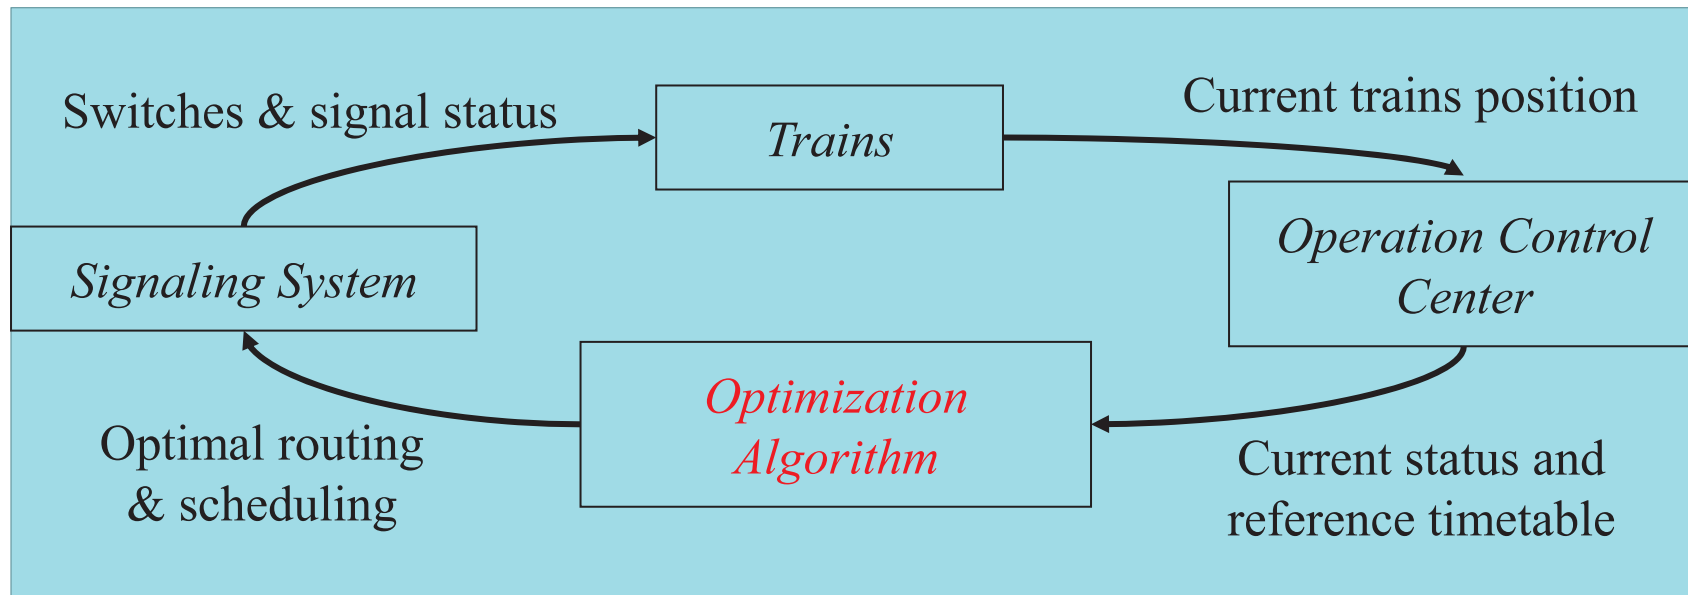 Switches & signal status
Trains
Current trains position
Signaling System
Operation Control
Center
Optimization
Algorithm
Optimal routing
& scheduling
Current status and
reference timetable